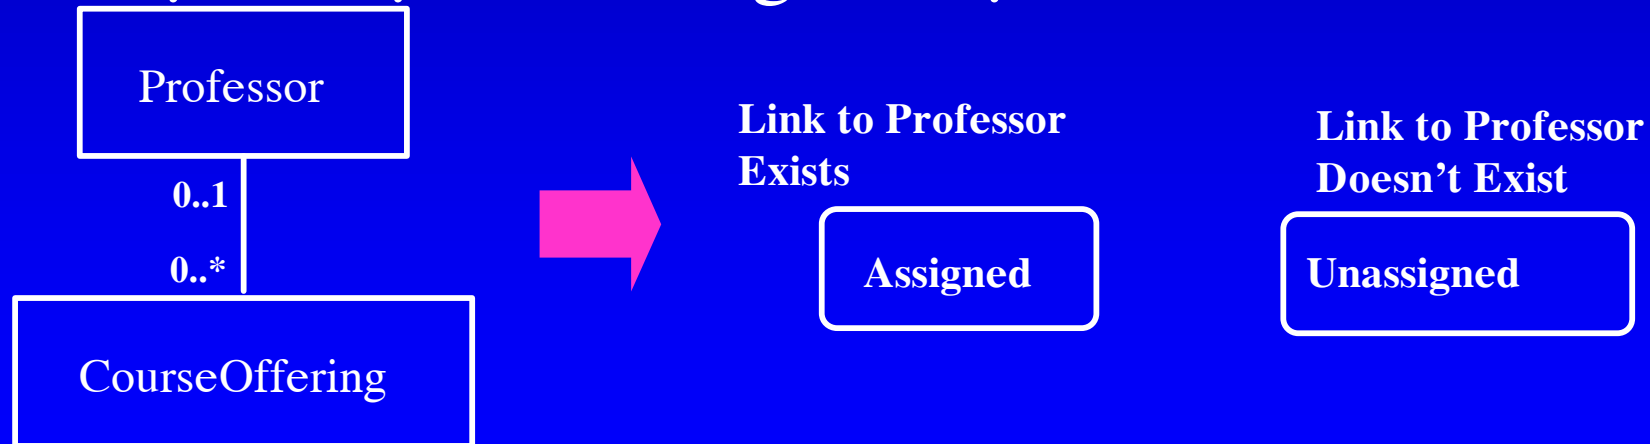 Professor
0..1
0..*
CourseOffering
Link to Professor
Exists
Assigned
Link to Professor
Doesn’t Exist
Unassigned